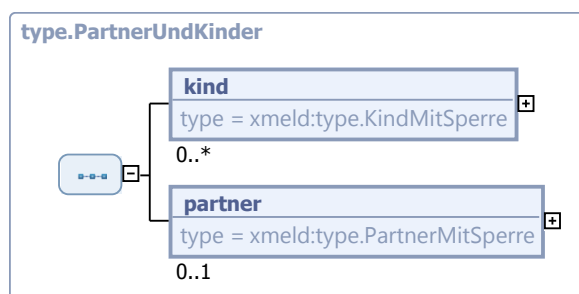 type.PartnerUndKinder
kind
type = xmeld:type.KindMitSperre
0..*
partner
type = xmeld:type.PartnerMitSperre
0..1